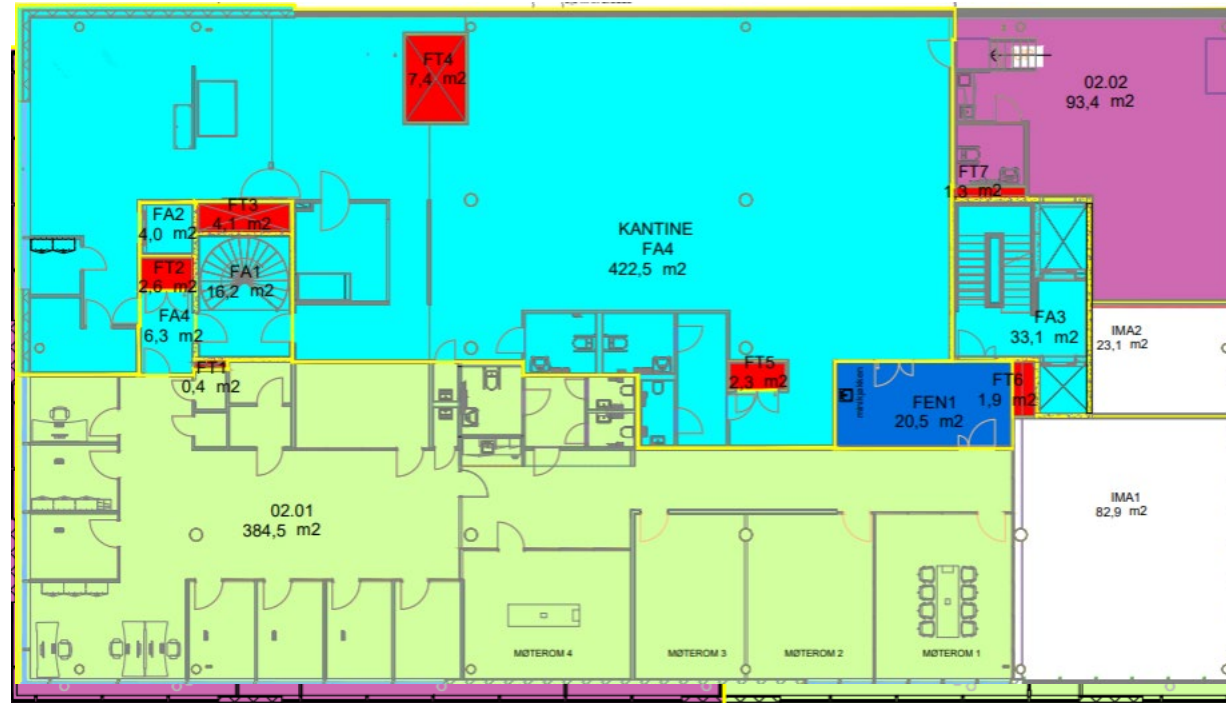 FT4
7,4 m2
02.02
93,4 m2
FT7
1,3 m2
FA2
4,0 m2
FT3
4,1 m2
KANTINE
FA4
422,5 m2
FT2
2,6 m2
FA1
16,2 m2
FA4
6,3 m2
FA3
33,1 m2
IMA2
23,1 m2
FT1
0,4 m2
FT5
2,3 m2
FT6
1,9 m2
minikjøkken
FEN1
20,5 m2
02.01
384,5 m2
IMA1
82,9 m2
MØTEROM 4
MØTEROM 3
MØTEROM 2
MØTEROM 1